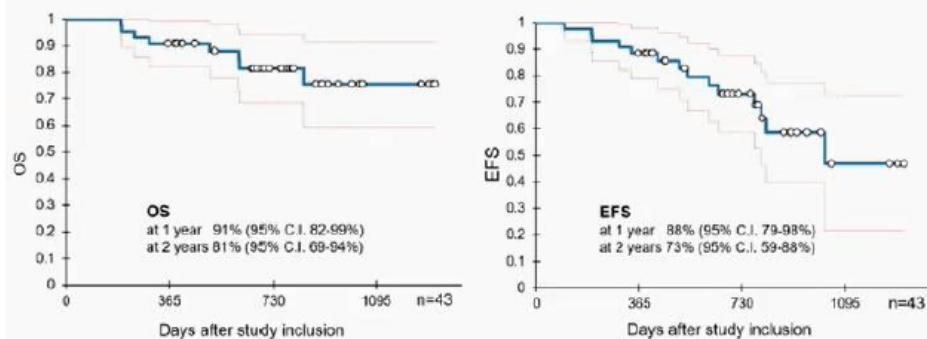 1
0.9
0.8
0.7
0.6
0.5
0.4
0.3
0.2
0.1
0
OS
OS
at 1 year 91% (95% C.I. 82-99%)
at 2 years 81% (95% C.I. 69-94%)
0 365 730 1095 n=43
Days after study inclusion
1
0.9
0.8
0.7
0.6
0.5
0.4
0.3
0.2
0.1
0
EFS
EFS
at 1 year 88% (95% C.I. 79-98%)
at 2 years 73% (95% C.I. 59-88%)
0 365 730 1095 n=43
Days after study inclusion